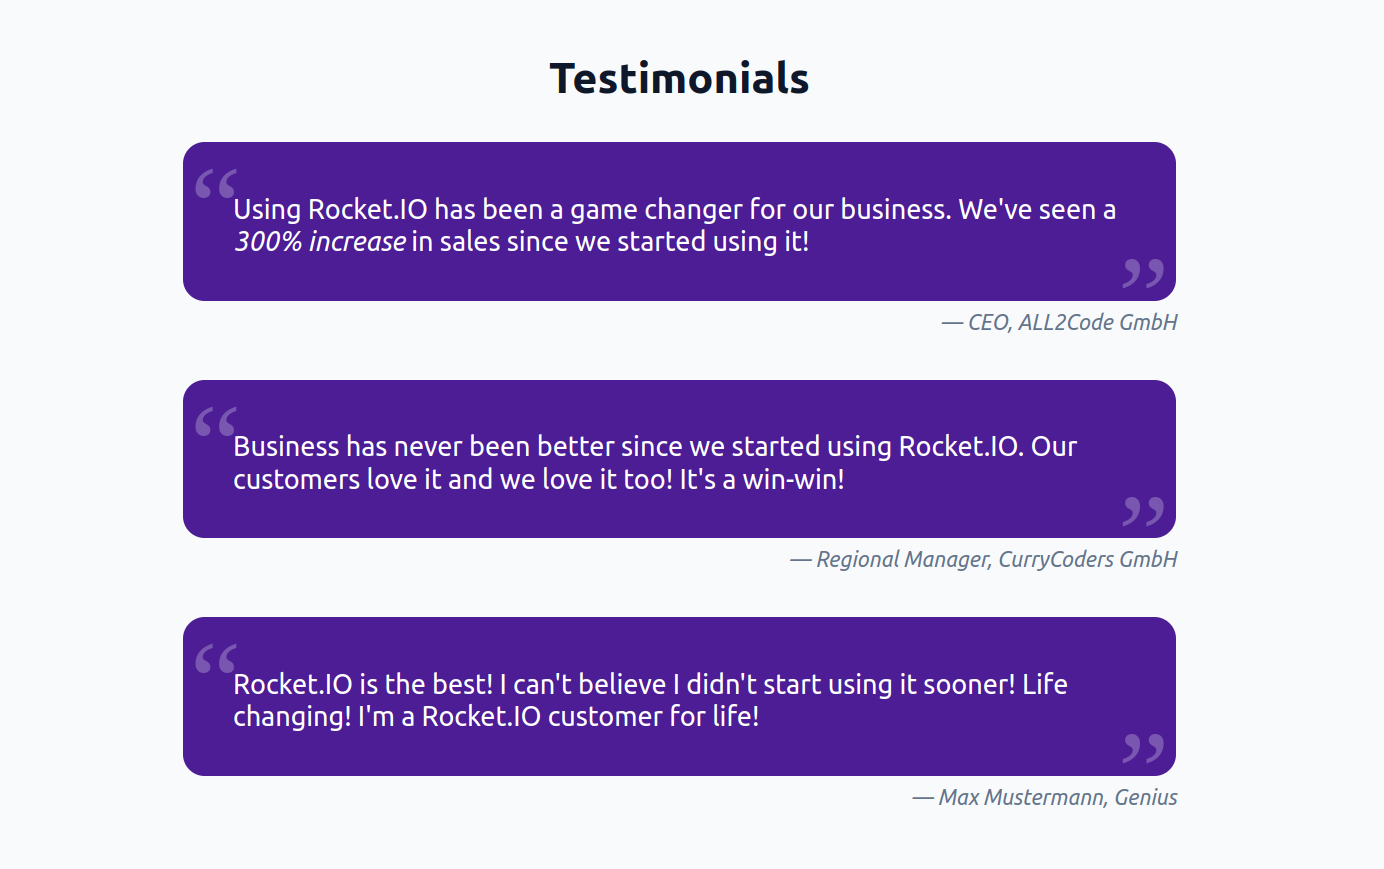 Testimonials
“
Using Rocket.IO has been a game changer for our business. We've seen a
300% increase in sales since we started using it!
”
— CEO, ALL2Code GmbH
“
Business has never been better since we started using Rocket.IO. Our
customers love it and we love it too! It's a win-win!
”
— Regional Manager, CurryCoders GmbH
“
Rocket.IO is the best! I can't believe I didn't start using it sooner! Life
changing! I'm a Rocket.IO customer for life!
”
— Max Mustermann, Genius